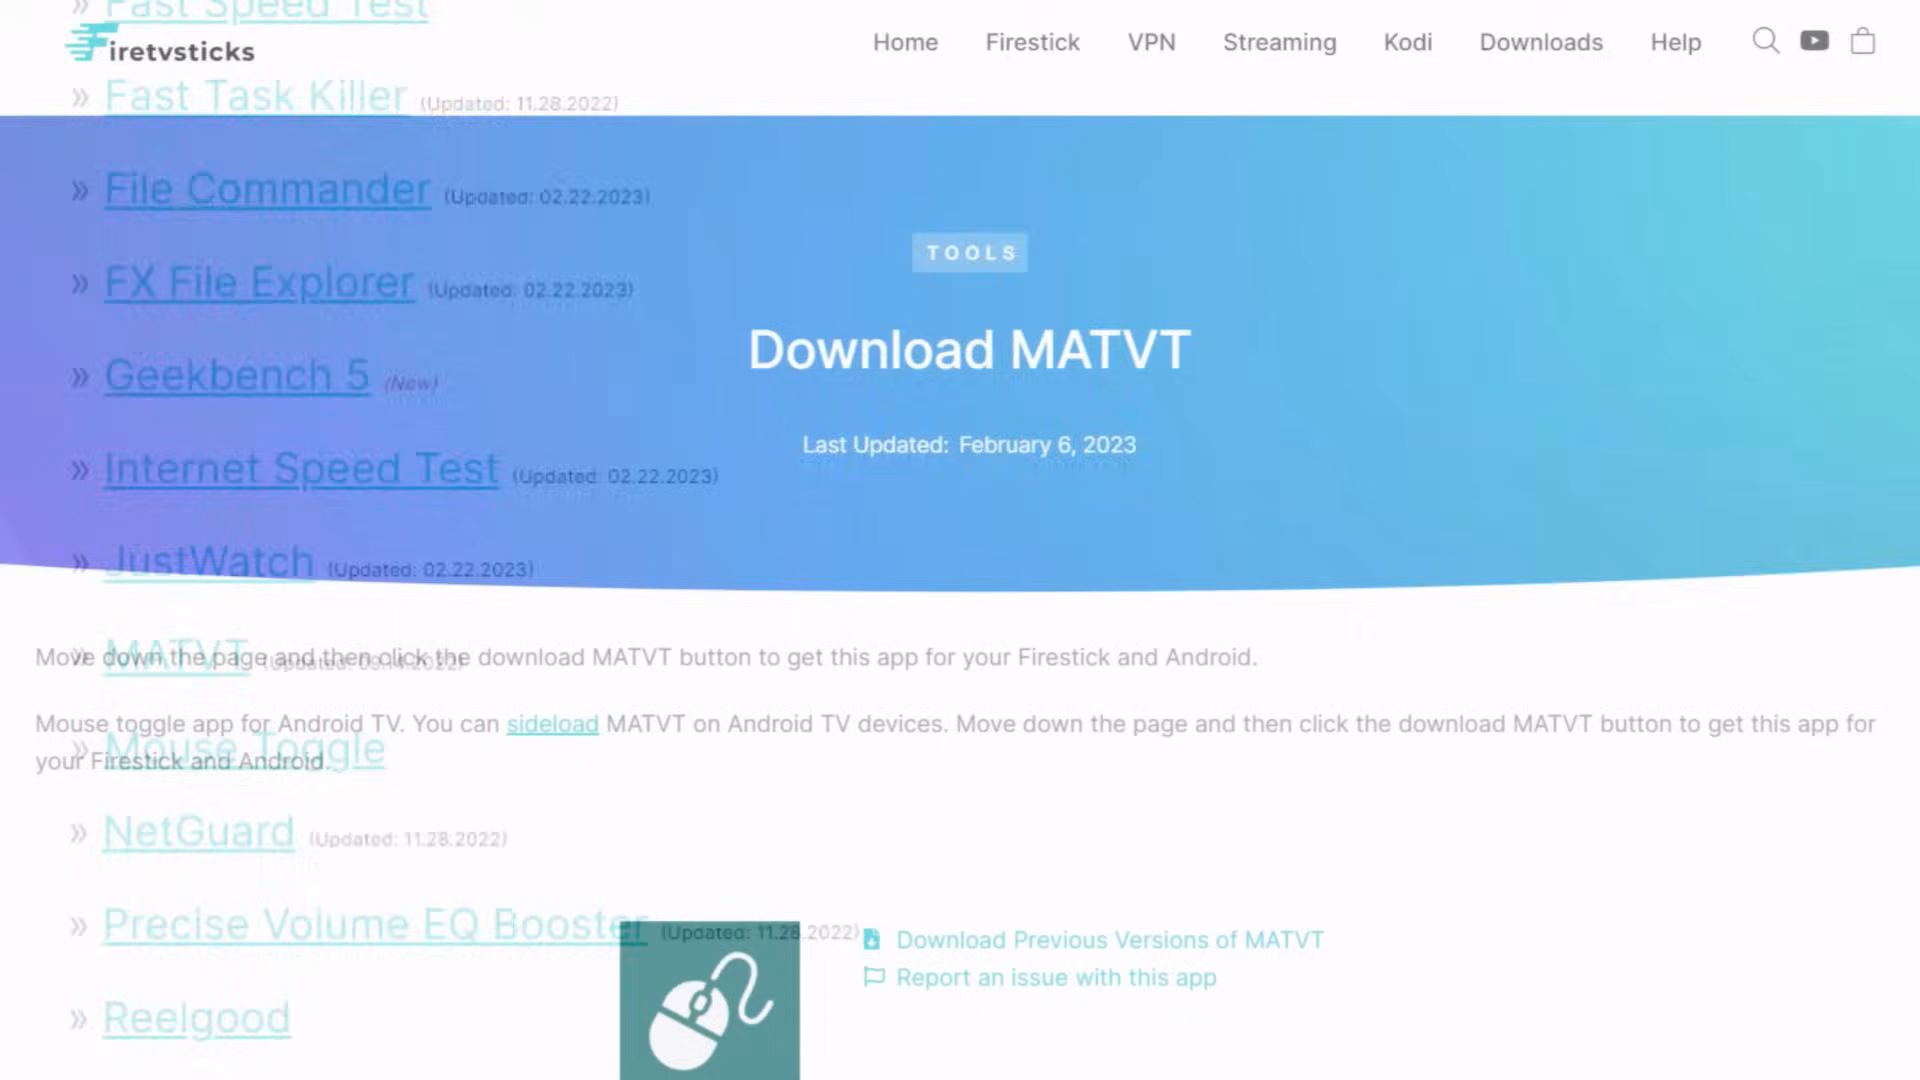 Fast Speed Test
Firetvsticks
Home Firestick VPN Streaming Kodi Downloads Help
Fast Task Killer (Updated: 11.28.2022)
File Commander (Updated: 02.22.2023)
TOOLS
FX File Explorer (Updated: 02.22.2023)
Download MATVT
Geekbench 5 (New)
Last Updated: February 6, 2023
Internet Speed Test (Updated: 02.22.2023)
JustWatch (Updated: 02.22.2023)
MATVT
Move down the page and then click the download MATVT button to get this app for your Firestick and Android.
Mouse toggle app for Android TV. You can sideload MATVT on Android TV devices. Move down the page and then click the download MATVT button to get this app for
your Firestick and Android.
Mouse Toggle
NetGuard (Updated: 11.28.2022)
Precise Volume EQ Booster (Updated: 11.28.2022)
Download Previous Versions of MATVT
Report an issue with this app
Reelgood